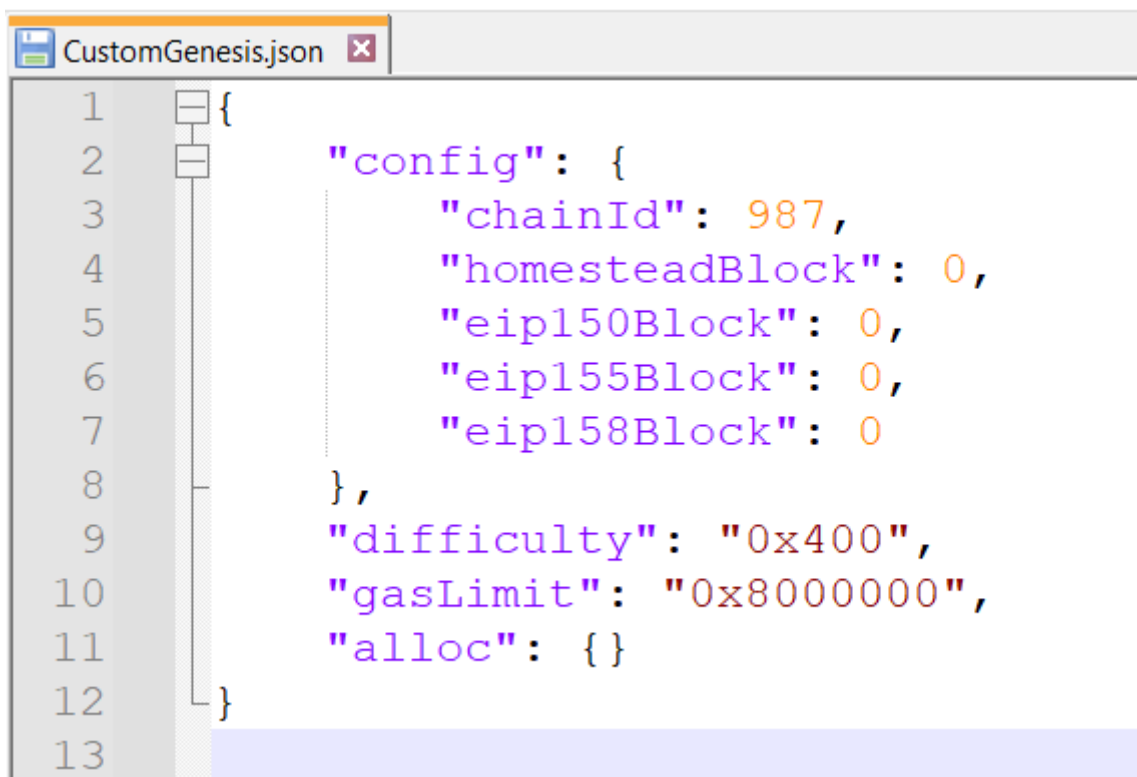 CustomGenesis.json
1 {
2 "config": {
3 "chainId": 987,
4 "homesteadBlock": 0,
5 "eip150Block": 0,
6 "eip155Block": 0,
7 "eip158Block": 0
8 },
9 "difficulty": "0x400",
10 "gasLimit": "0x8000000",
11 "alloc": {}
12 }
13